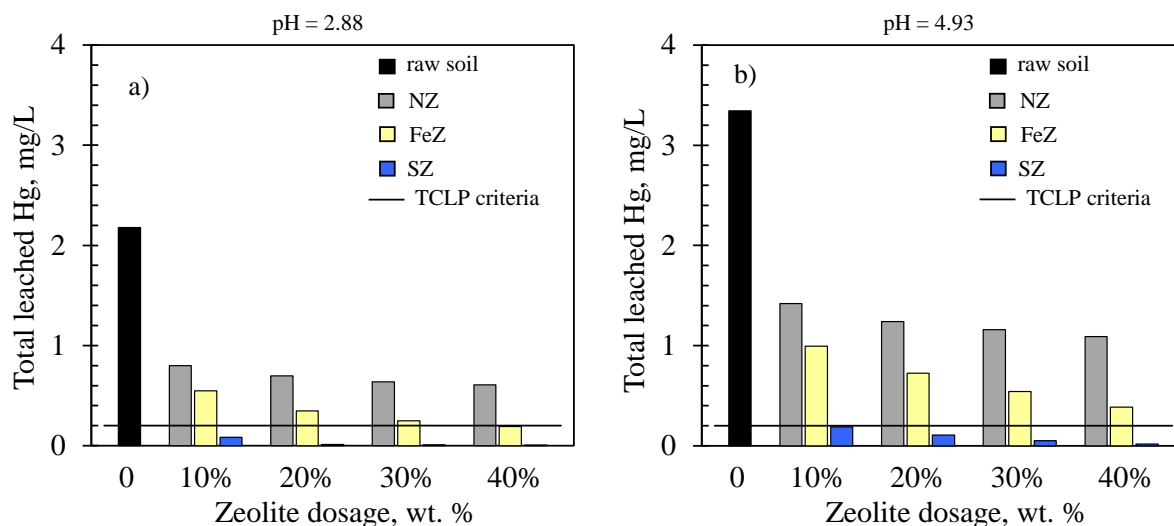 pH = 2.88
4
3
2
1
0
Total leached Hg, mg/L
a)
raw soil
NZ
FeZ
SZ
TCLP criteria
0 10% 20% 30% 40%
Zeolite dosage, wt. %
pH = 4.93
4
3
2
1
0
Total leached Hg, mg/L
b)
raw soil
NZ
FeZ
SZ
TCLP criteria
0 10% 20% 30% 40%
Zeolite dosage, wt. %